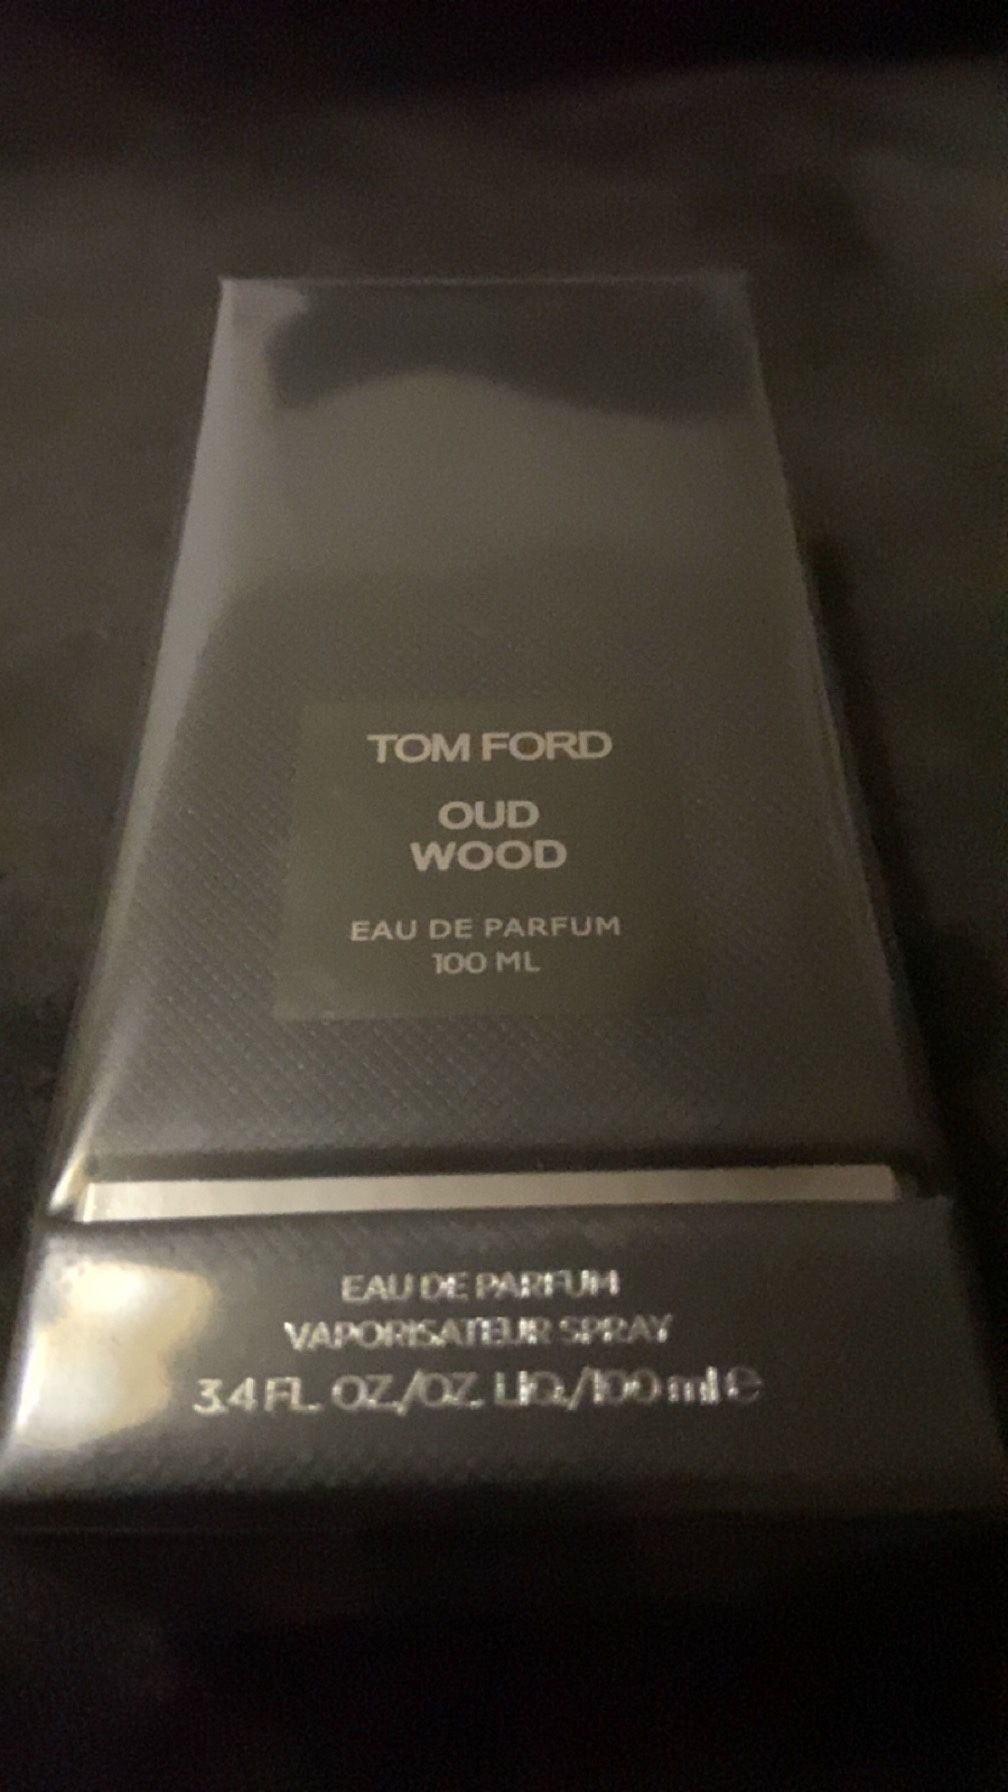 TOM FORD
OUD
WOOD
EAU DE PARFUM
100 ML
EAU DE PARFUM
VAPORISATEUR SPRAY
3.4 FL. OZ./OZ. LIQ./100 ml e